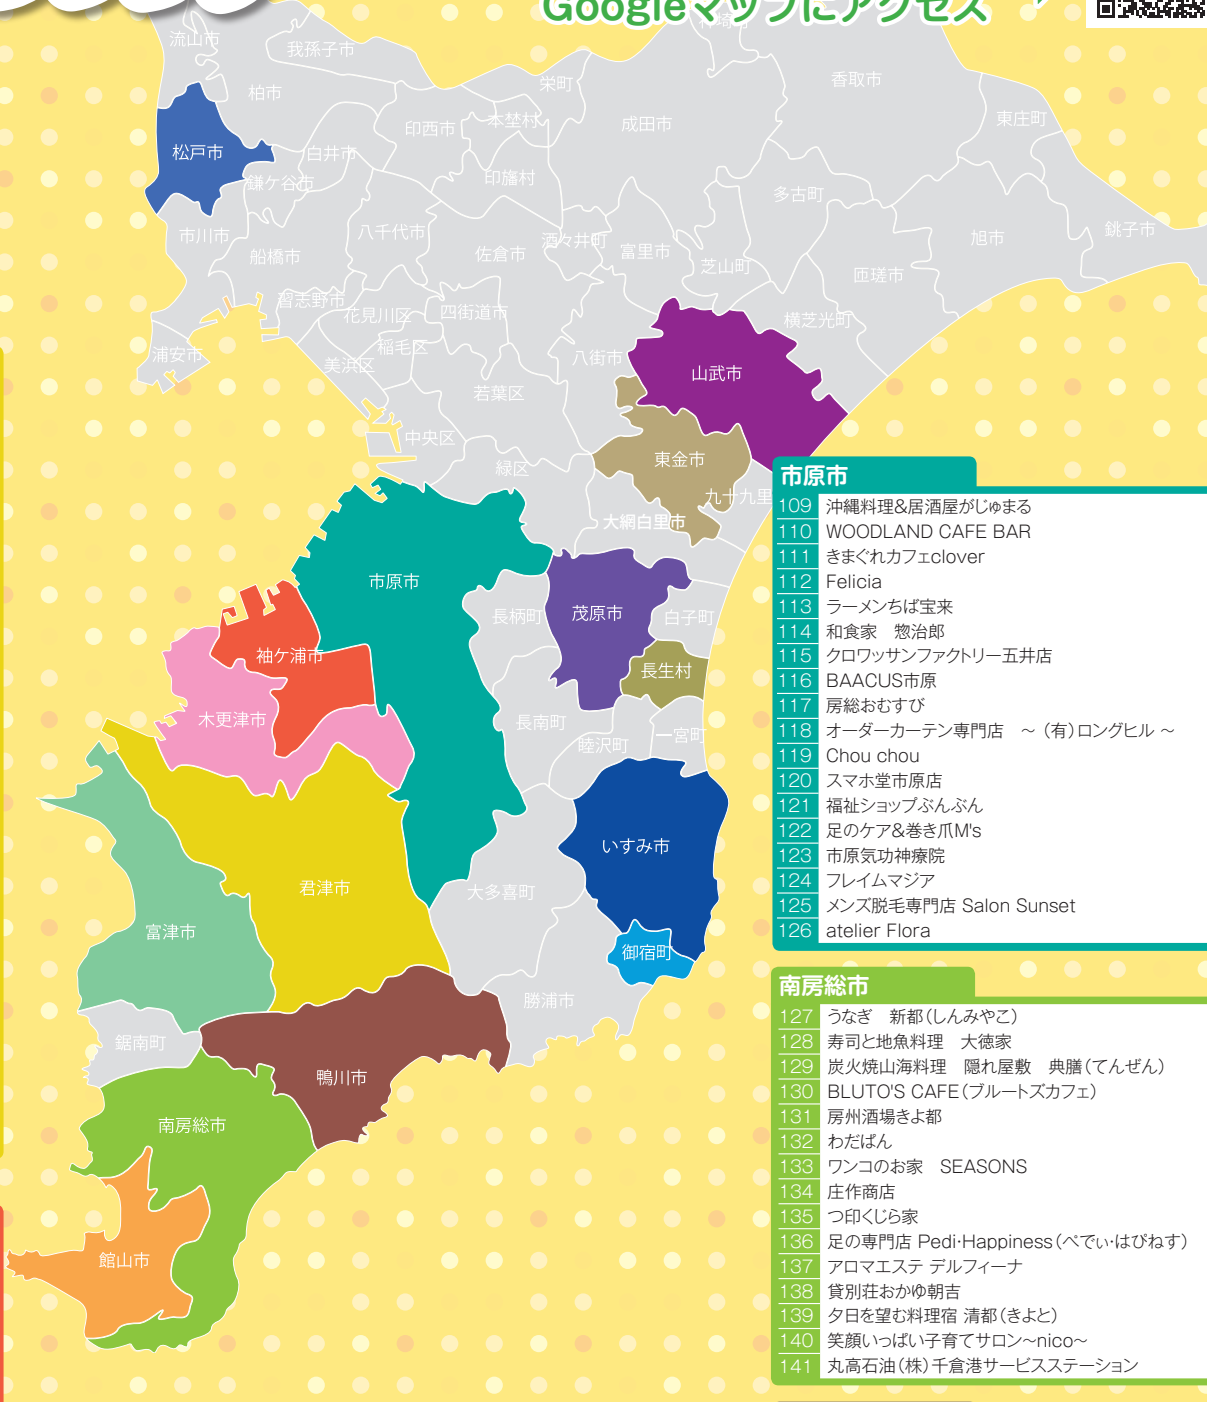 Googleマップにアクセス
流山市
我孫子市
柏市
栄町
香取市
印西市
本埜村
成田市
東庄町
松戸市
白井市
鎌ケ谷市
印旛村
多古町
市川市
八千代市
船橋市
佐倉市
酒々井町
富里市
芝山町
旭市
銚子市
匝瑳市
習志野市
花見川区
四街道市
横芝光町
浦安市
稲毛区
美浜区
八街市
山武市
若葉区
中央区
緑区
東金市
九十九里
大網白里市
市原市
長柄町
茂原市
白子町
袖ケ浦市
長生村
木更津市
長南町
睦沢町
一宮町
いすみ市
君津市
大多喜町
富津市
御宿町
勝浦市
鋸南町
鴨川市
南房総市
館山市
市原市
109 沖縄料理&居酒屋がじゅまる
110 WOODLAND CAFE BAR
111 きまぐれカフェclover
112 Felicia
113 ラーメンちば宝来
114 和食家　惣治郎
115 クロワッサンファクトリー五井店
116 BAACUS市原
117 房総おむすび
118 オーダーカーテン専門店　～（有）ロングヒル ～
119 Chou chou
120 スマホ堂市原店
121 福祉ショップぶんぶん
122 足のケア&巻き爪M's
123 市原気功神療院
124 フレイムマジア
125 メンズ脱毛専門店 Salon Sunset
126 atelier Flora
南房総市
127 うなぎ　新都（しんみやこ）
128 寿司と地魚料理　大徳家
129 炭火焼山海料理　隠れ屋敷　典膳（てんぜん）
130 BLUTO'S CAFE（ブルートズカフェ）
131 房州酒場きよ都
132 わだぱん
133 ワンコのお家　SEASONS
134 庄作商店
135 つ印くじら家
136 足の専門店 Pedi･Happiness（ぺでぃ･はぴねす）
137 アロマエステ デルフィーナ
138 貸別荘おかゆ朝吉
139 夕日を望む料理宿 清都（きよと）
140 笑顔いっぱい子育てサロン～nico～
141 丸高石油（株）千倉港サービスステーション